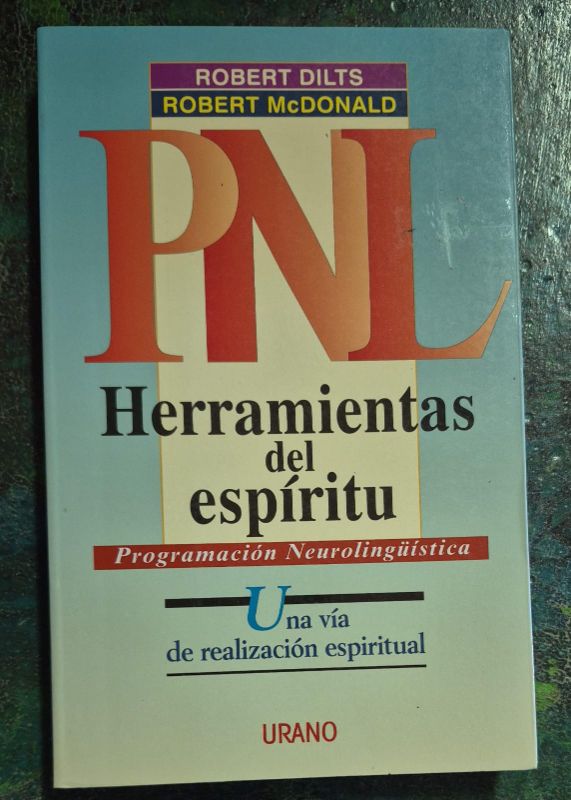 ROBERT DILTS
ROBERT McDONALD
PNL
Herramientas
del
espíritu
Programación Neurolingüística
Una vía
de realización espiritual
URANO